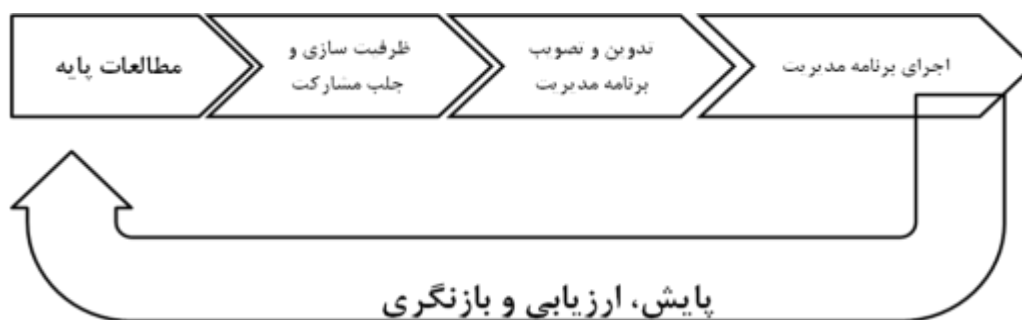 مطالعات پایه
ظرفیت سازی و
جلب مشارکت
تدوین و تصویب
برنامه مدیریت
اجرای برنامه مدیریت
پایش، ارزیابی و بازنگری